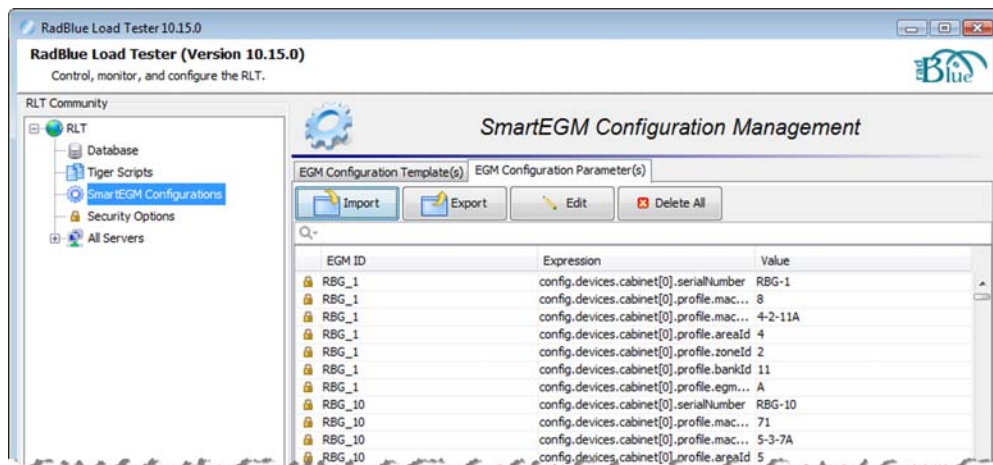 RadBlue Load Tester 10.15.0
RadBlue Load Tester (Version 10.15.0)
Control, monitor, and configure the RLT.
rad Blue
RLT Community
RLT
Database
Tiger Scripts
SmartEGM Configurations
Security Options
All Servers
SmartEGM Configuration Management
EGM Configuration Template(s) EGM Configuration Parameter(s)
Import Export Edit Delete All
EGM ID Expression Value
RBG_1 config.devices.cabinet[0].serialNumber RBG-1
RBG_1 config.devices.cabinet[0].profile.mac... 8
RBG_1 config.devices.cabinet[0].profile.mac... 4-2-11A
RBG_1 config.devices.cabinet[0].profile.areaId 4
RBG_1 config.devices.cabinet[0].profile.zoneId 2
RBG_1 config.devices.cabinet[0].profile.bankId 11
RBG_1 config.devices.cabinet[0].profile.egm... A
RBG_10 config.devices.cabinet[0].serialNumber RBG-10
RBG_10 config.devices.cabinet[0].profile.mac... 71
RBG_10 config.devices.cabinet[0].profile.mac... 5-3-7A
RBG_10 config.devices.cabinet[0].profile.areaId 5